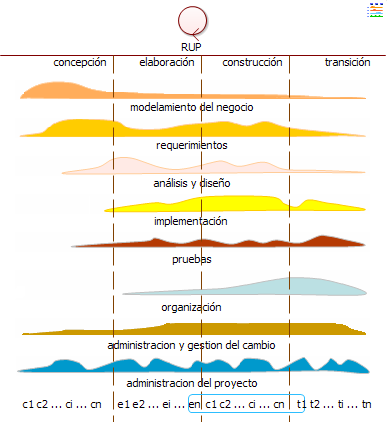 RUP
concepción elaboración construcción transición
modelamiento del negocio
requerimientos
análisis y diseño
implementación
pruebas
organización
administracion y gestion del cambio
administracion del proyecto
c1 c2 ... ci ... cn e1 e2 ... ei ... en c1 c2 ... ci ... cn t1 t2 ... ti ... tn